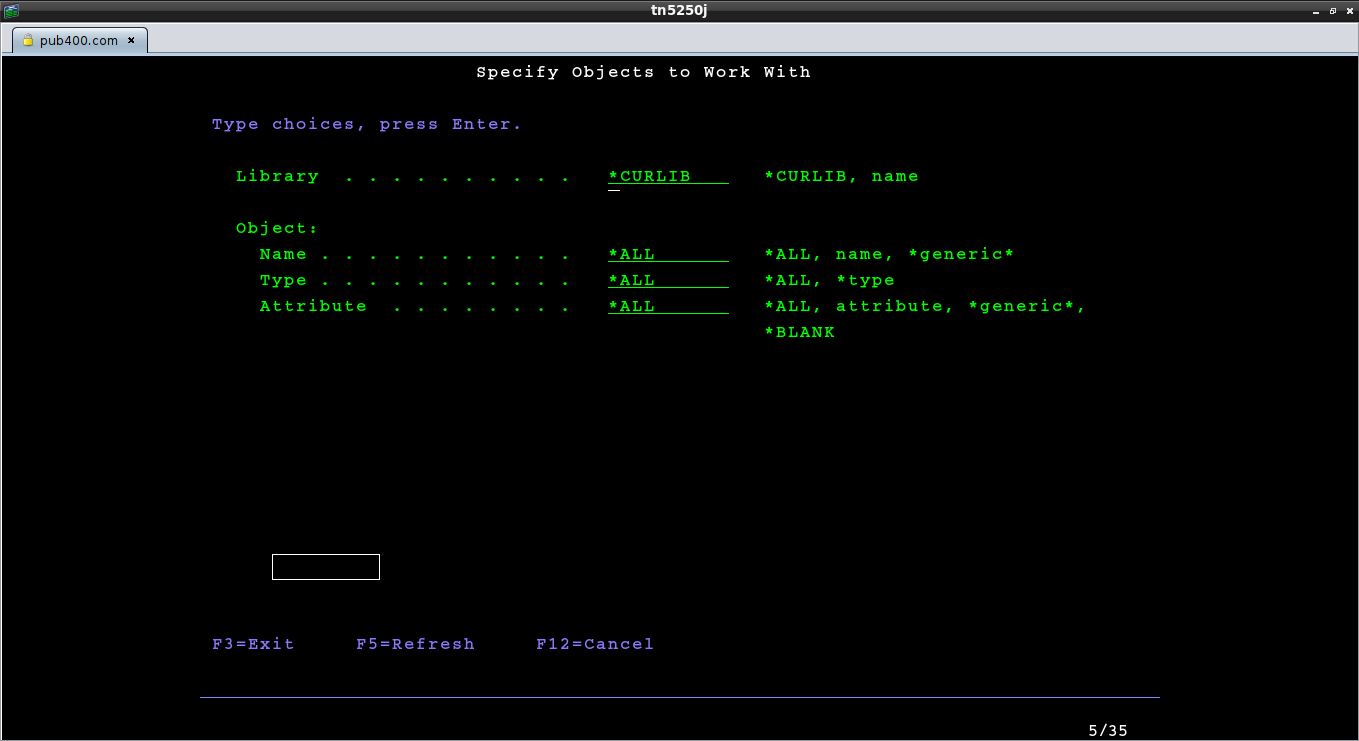 tn5250j
pub400.com
Specify Objects to Work With
Type choices, press Enter.
Library . . . . . . . . . . *CURLIB *CURLIB, name
Object:
Name . . . . . . . . . . . *ALL *ALL, name, *generic*
Type . . . . . . . . . . . *ALL *ALL, *type
Attribute . . . . . . . . *ALL *ALL, attribute, *generic*,
*BLANK
F3=Exit F5=Refresh F12=Cancel
5/35